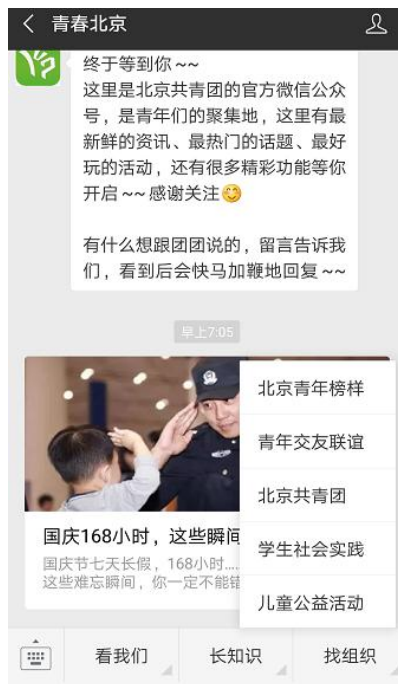 青春北京
终于等到你~~
这里是北京共青团的官方微信公众
号，是青年们的聚集地，这里有最
新鲜的资讯、最热门的话题、最好
玩的活动，还有很多精彩功能等你
开启~~感谢关注😊
有什么想跟团团说的，留言告诉我
们，看到后会快马加鞭地回复~~
早上7:05
国庆168小时，这些瞬间
国庆节七天长假，168小时....
这些难忘瞬间，你一定不能错
北京青年榜样
青年交友联谊
北京共青团
学生社会实践
儿童公益活动
看我们
长知识
找组织